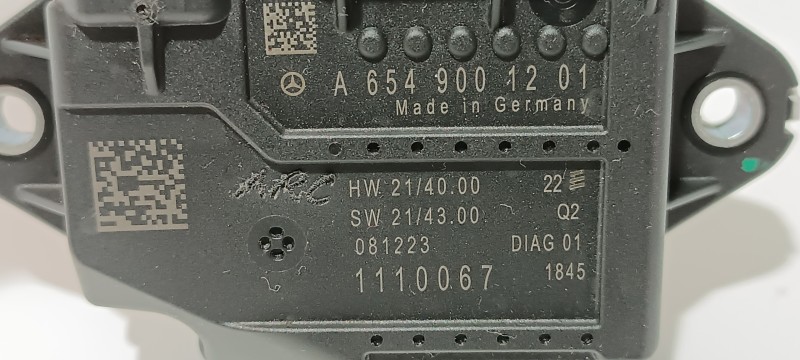 A 654 900 12 01
Made in Germany
HW 21/40.00 22
SW 21/43.00 Q2
081223 DIAG 01
1110067 1845